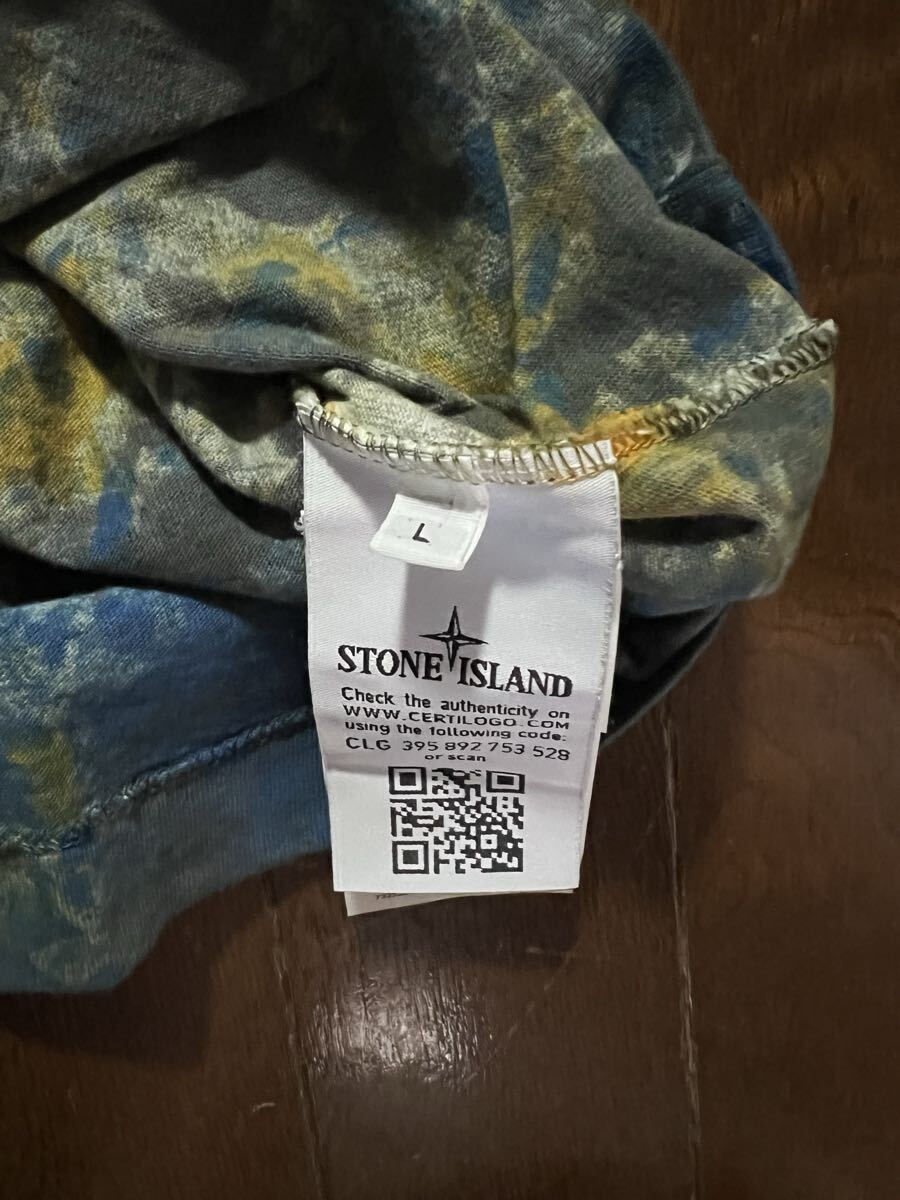 L
STONE ISLAND
Check the authenticity on
WWW.CERTILOGO.COM
using the following code:
CLG 395 892 753 528
or scan